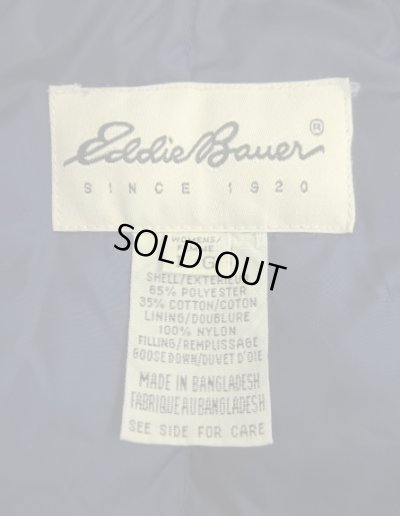 Eddie Bauer ®
SINCE 1920
WOMENS/
SOLD OUT
SHELL/EXTERIEUR
65% POLYESTER
35% COTTON/COTON
LINING/DOUBLURE
100% NYLON
FILLING/REMPLISSAGE
GOOSE DOWN/DUVET D'OIE
MADE IN BANGLADESH
FABRIQUE AU BANGLADESH
SEE SIDE FOR CARE